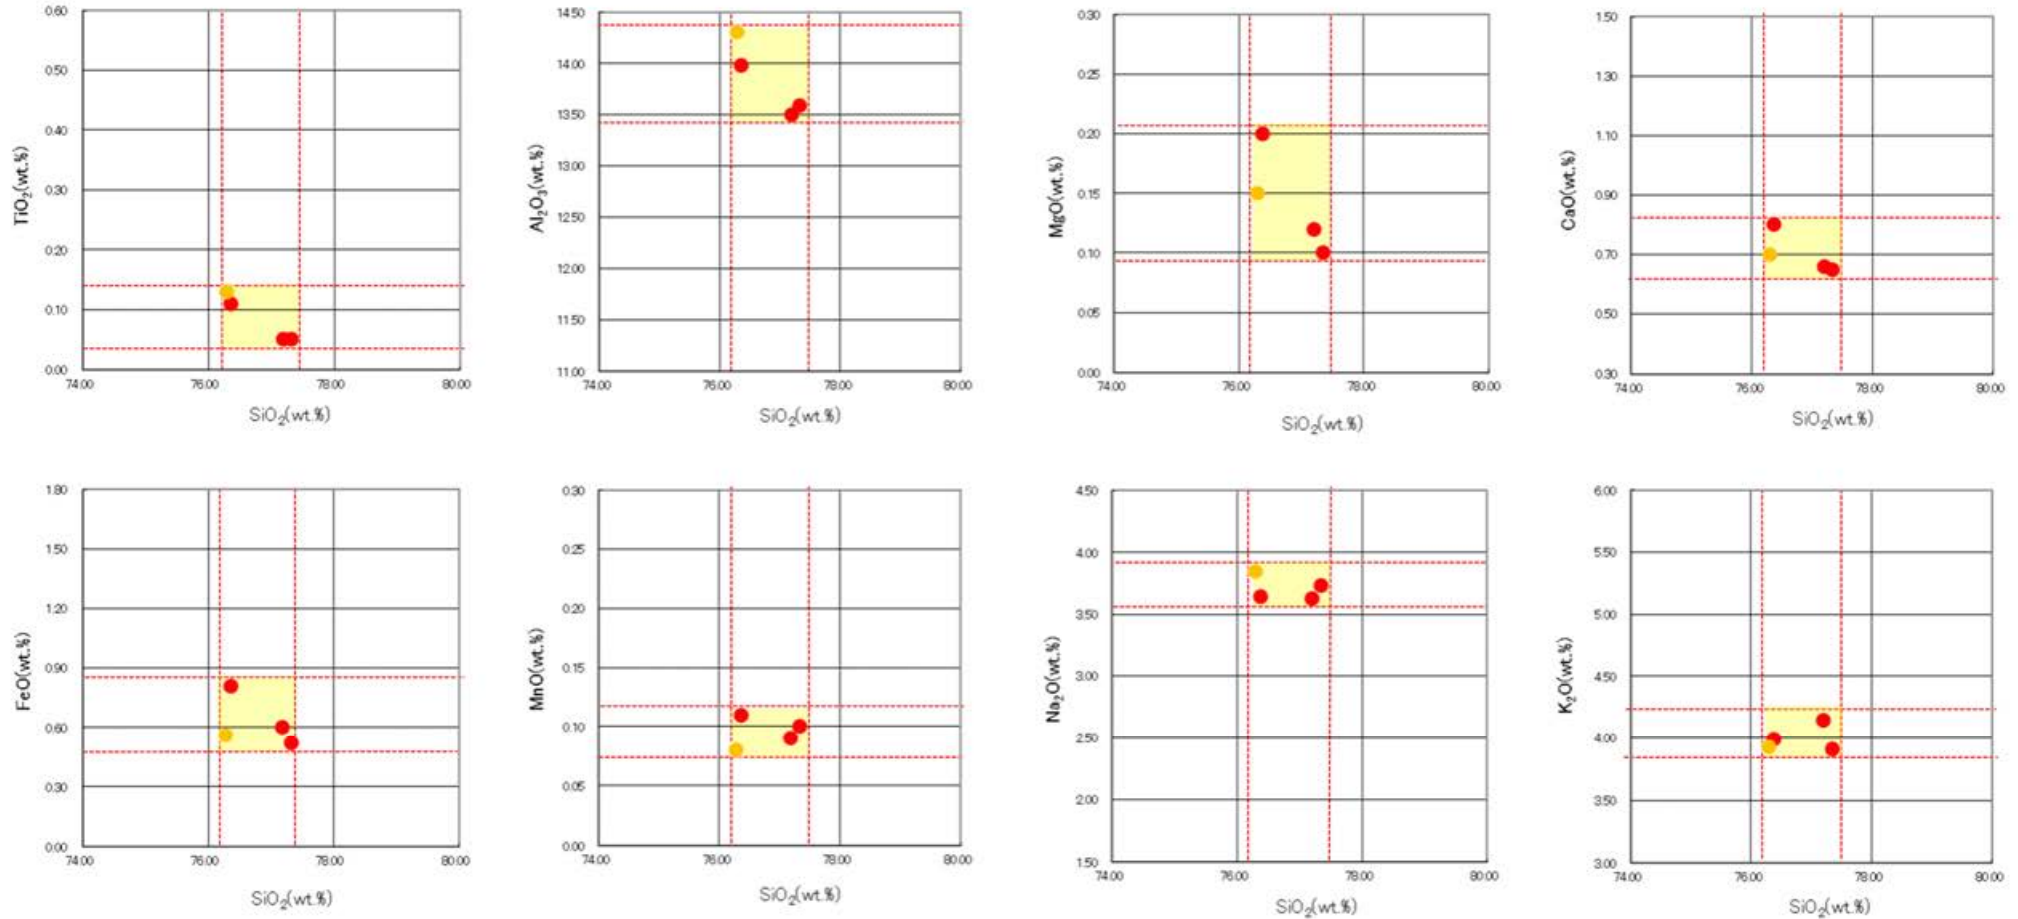 TiO2(wt.%)
0.60
0.50
0.40
0.30
0.20
0.10
0.00
74.00 76.00 78.00 80.00
SiO2(wt.%)
Al2O3(wt.%)
14.50
14.00
13.50
13.00
12.50
12.00
11.50
11.00
74.00 76.00 78.00 80.00
SiO2(wt.%)
MgO(wt.%)
0.30
0.25
0.20
0.15
0.10
0.05
0.00
74.00 76.00 78.00 80.00
SiO2(wt.%)
CaO(wt.%)
1.50
1.30
1.10
0.90
0.70
0.50
0.30
74.00 76.00 78.00 80.00
SiO2(wt.%)
FeO(wt.%)
1.80
1.50
1.20
0.90
0.60
0.30
0.00
74.00 76.00 78.00 80.00
SiO2(wt.%)
MnO(wt.%)
0.30
0.25
0.20
0.15
0.10
0.05
0.00
74.00 76.00 78.00 80.00
SiO2(wt.%)
Na2O(wt.%)
4.50
4.00
3.50
3.00
2.50
2.00
1.50
74.00 76.00 78.00 80.00
SiO2(wt.%)
K2O(wt.%)
6.00
5.50
5.00
4.50
4.00
3.50
3.00
74.00 76.00 78.00 80.00
SiO2(wt.%)